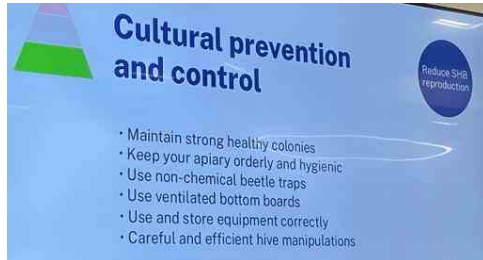 Cultural prevention
and control
Reduce SHB
reproduction
• Maintain strong healthy colonies
• Keep your apiary orderly and hygienic
• Use non-chemical beetle traps
• Use ventilated bottom boards
• Use and store equipment correctly
• Careful and efficient hive manipulations